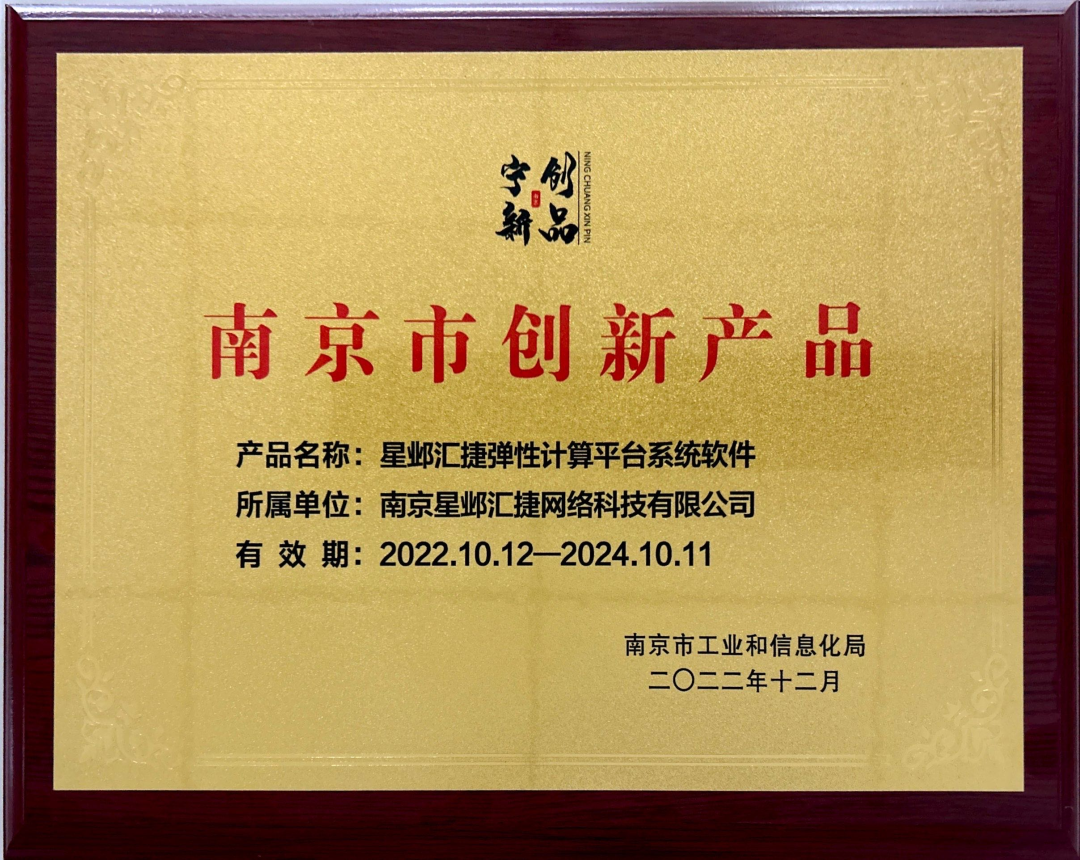 宁创新品
NING CHUANG XIN PIN
南京市创新产品
产品名称：星邺汇捷弹性计算平台系统软件
所属单位：南京星邺汇捷网络科技有限公司
有效期：2022.10.12—2024.10.11
南京市工业和信息化局
二〇二二年十二月